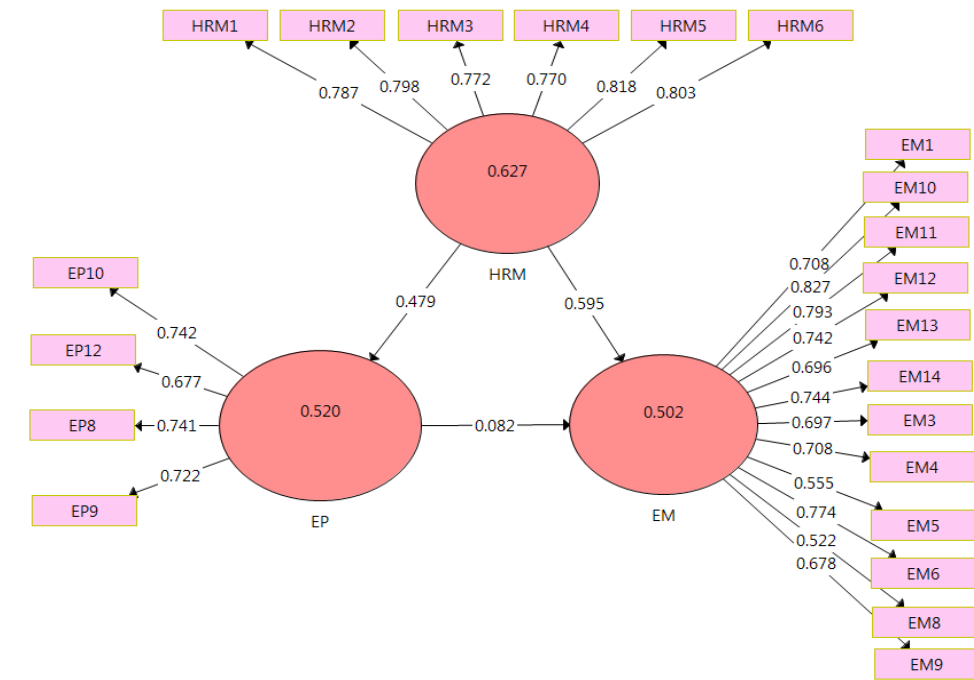 HRM1 HRM2 HRM3 HRM4 HRM5 HRM6
0.787 0.798 0.772 0.770 0.818 0.803
0.627
HRM
0.479
0.595
EP10
EP12
EP8
EP9
0.742
0.677
0.741
0.722
0.520
EP
0.082
0.502
EM
0.708
0.827
0.793
0.742
0.696
0.744
0.697
0.708
0.555
0.774
0.522
0.678
EM1
EM10
EM11
EM12
EM13
EM14
EM3
EM4
EM5
EM6
EM8
EM9